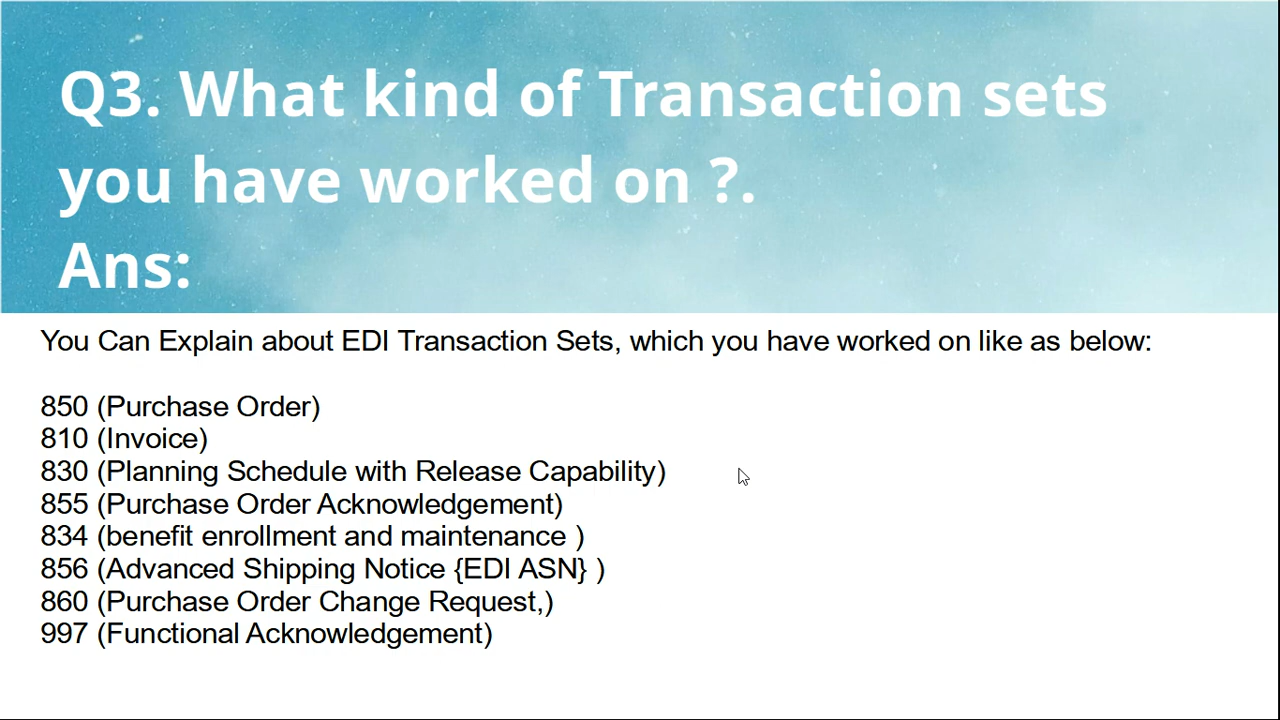 Q3. What kind of Transaction sets
you have worked on ?.
Ans:
You Can Explain about EDI Transaction Sets, which you have worked on like as below:
850 (Purchase Order)
810 (Invoice)
830 (Planning Schedule with Release Capability)
855 (Purchase Order Acknowledgement)
834 (benefit enrollment and maintenance )
856 (Advanced Shipping Notice {EDI ASN} )
860 (Purchase Order Change Request,)
997 (Functional Acknowledgement)